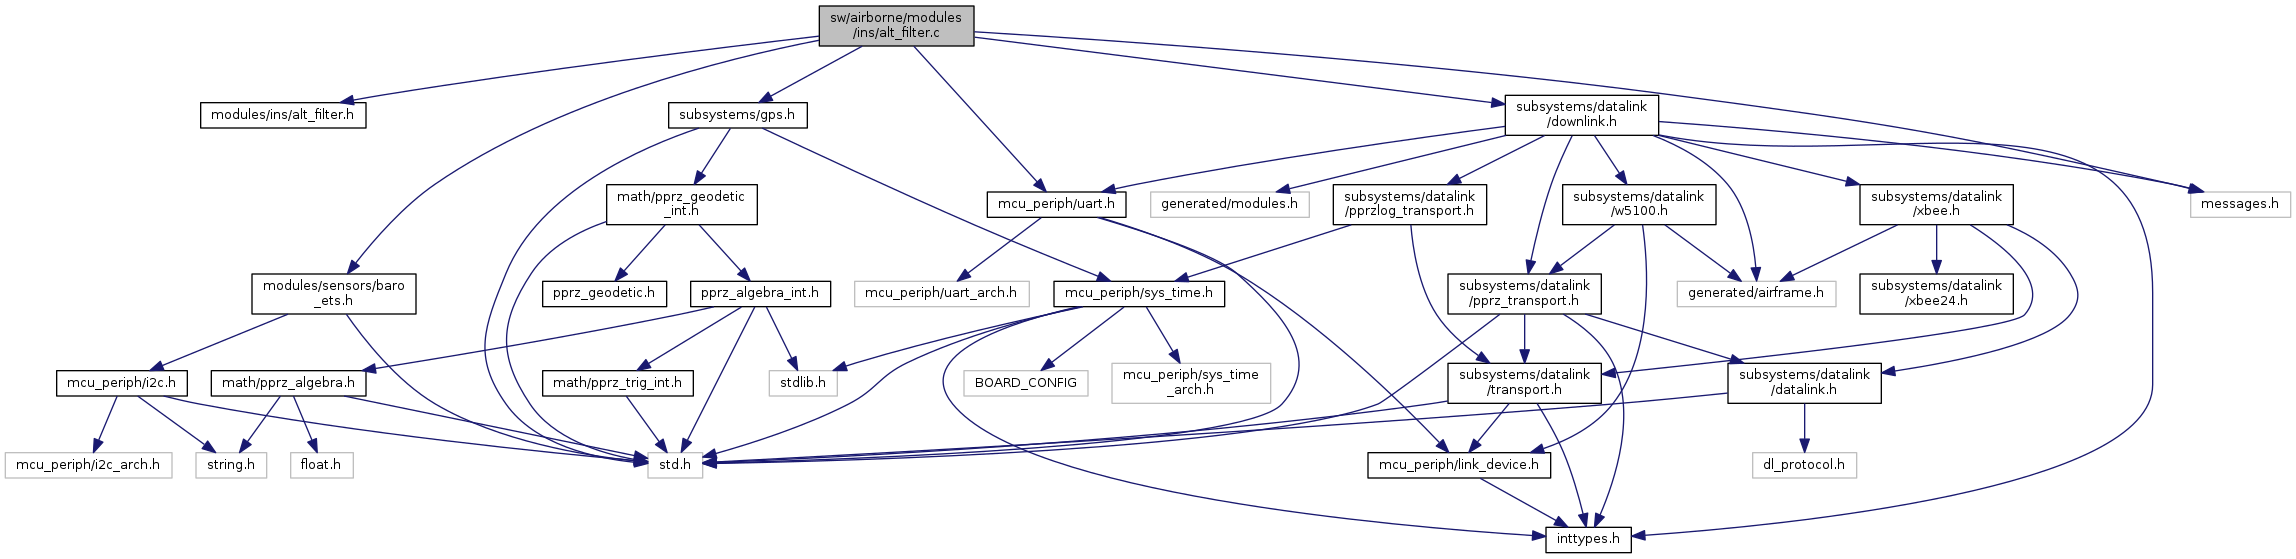 sw/airborne/modules
/ins/alt_filter.c
modules/ins/alt_filter.h
subsystems/gps.h
subsystems/datalink
/downlink.h
math/pprz_geodetic
_int.h
mcu_periph/uart.h
generated/modules.h
subsystems/datalink
/pprzlog_transport.h
subsystems/datalink
/w5100.h
subsystems/datalink
/xbee.h
messages.h
modules/sensors/baro
_ets.h
pprz_geodetic.h
pprz_algebra_int.h
mcu_periph/uart_arch.h
mcu_periph/sys_time.h
subsystems/datalink
/pprz_transport.h
generated/airframe.h
subsystems/datalink
/xbee24.h
mcu_periph/i2c.h
math/pprz_algebra.h
math/pprz_trig_int.h
stdlib.h
BOARD_CONFIG
mcu_periph/sys_time
_arch.h
subsystems/datalink
/transport.h
subsystems/datalink
/datalink.h
mcu_periph/i2c_arch.h
string.h
float.h
std.h
mcu_periph/link_device.h
dl_protocol.h
inttypes.h